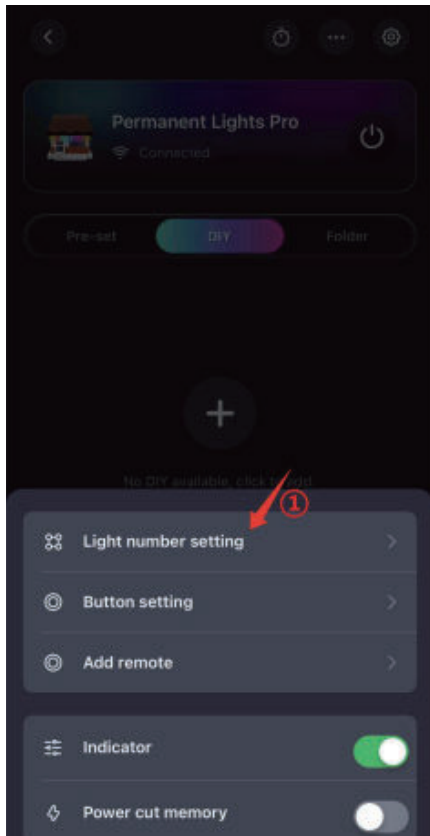 Permanent Lights Pro
Connected
Pre-set DIY Folder
No DIY available, click to add
①
Light number setting
Button setting
Add remote
Indicator
Power cut memory